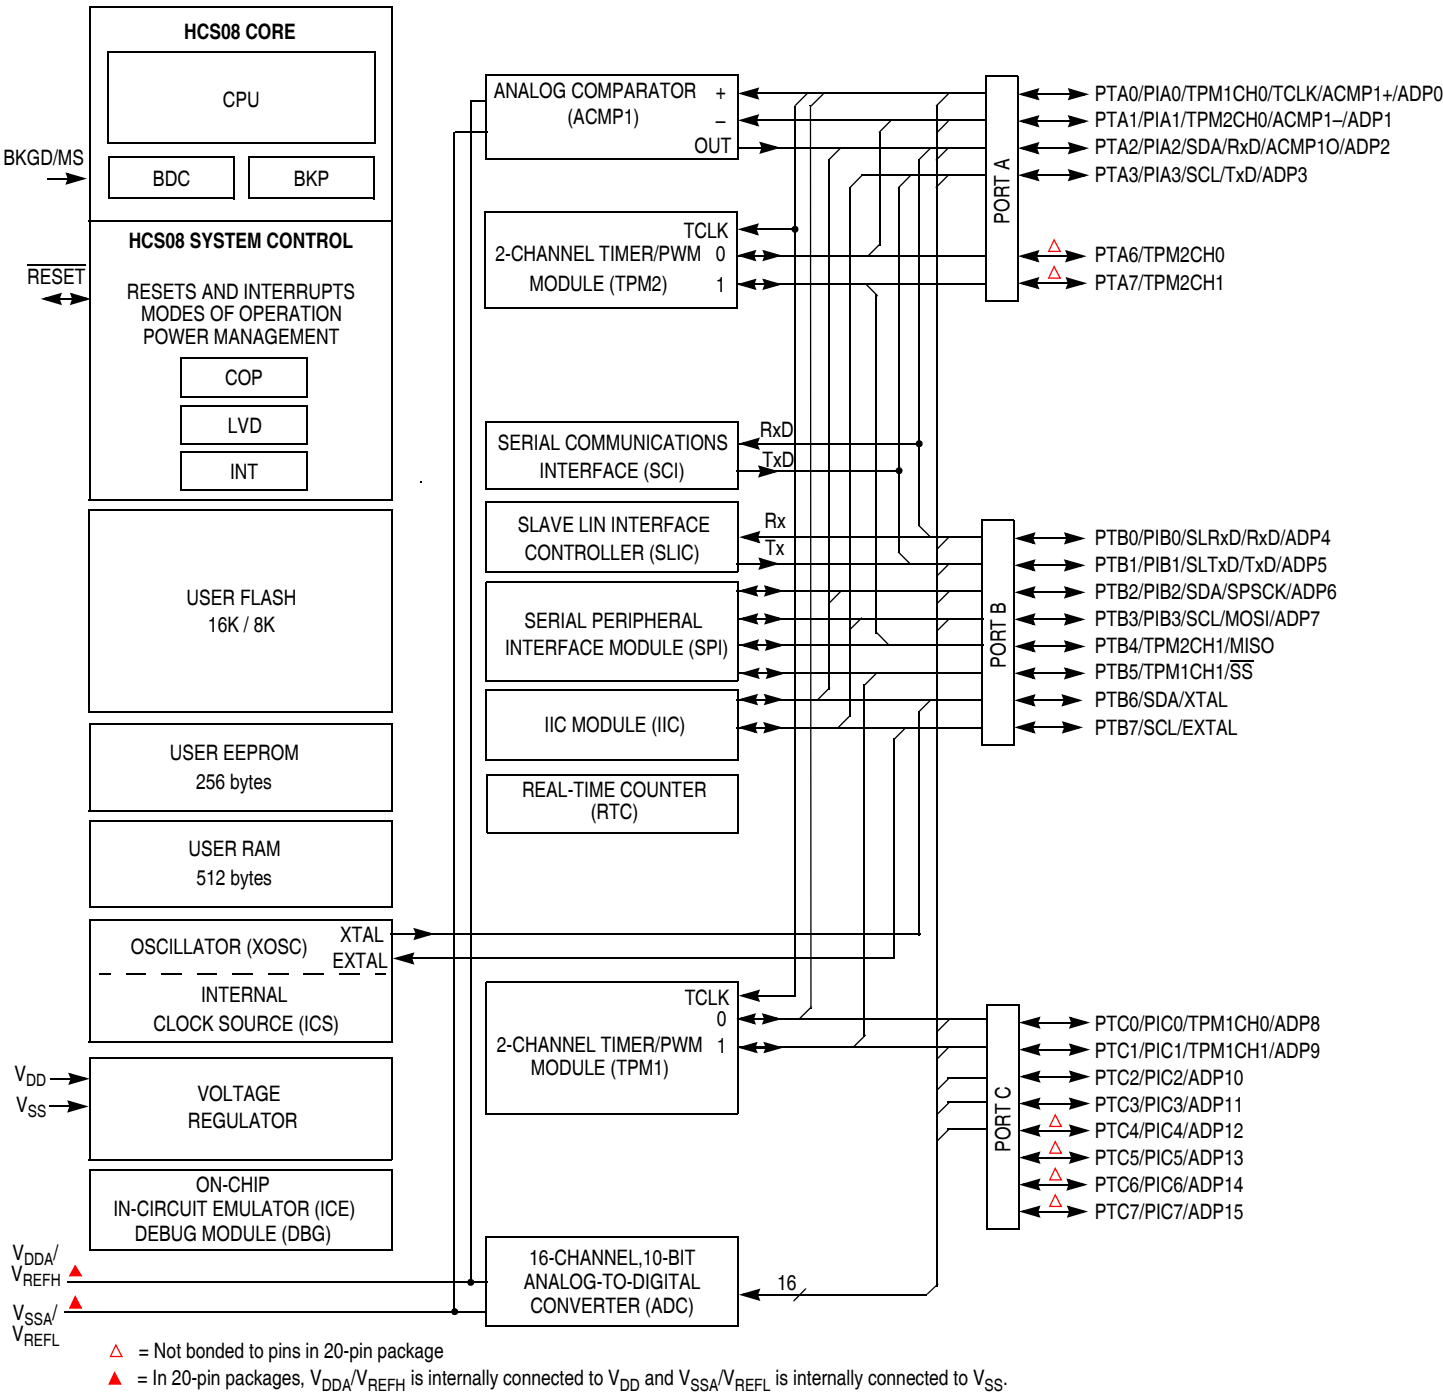 HCS08 CORE
CPU
BKGD/MS
BDC
BKP
HCS08 SYSTEM CONTROL
RESET
RESETS AND INTERRUPTS
MODES OF OPERATION
POWER MANAGEMENT
COP
LVD
INT
USER FLASH
16K / 8K
USER EEPROM
256 bytes
USER RAM
512 bytes
OSCILLATOR (XOSC)
XTAL
EXTAL
INTERNAL
CLOCK SOURCE (ICS)
VDD
VSS
VOLTAGE
REGULATOR
ON-CHIP
IN-CIRCUIT EMULATOR (ICE)
DEBUG MODULE (DBG)
VDDA/
VREFH
VSSA/
VREFL
ANALOG COMPARATOR
(ACMP1)
+
–
OUT
TCLK
2-CHANNEL TIMER/PWM
MODULE (TPM2)
0
1
SERIAL COMMUNICATIONS
INTERFACE (SCI)
RxD
TxD
SLAVE LIN INTERFACE
CONTROLLER (SLIC)
Rx
Tx
SERIAL PERIPHERAL
INTERFACE MODULE (SPI)
IIC MODULE (IIC)
REAL-TIME COUNTER
(RTC)
TCLK
0
2-CHANNEL TIMER/PWM
MODULE (TPM1)
1
16-CHANNEL,10-BIT
ANALOG-TO-DIGITAL
CONVERTER (ADC)
16
PORT A
PTA0/PIA0/TPM1CH0/TCLK/ACMP1+/ADP0
PTA1/PIA1/TPM2CH0/ACMP1–/ADP1
PTA2/PIA2/SDA/RxD/ACMP1O/ADP2
PTA3/PIA3/SCL/TxD/ADP3
PTA6/TPM2CH0
PTA7/TPM2CH1
PORT B
PTB0/PIB0/SLRxD/RxD/ADP4
PTB1/PIB1/SLTxD/TxD/ADP5
PTB2/PIB2/SDA/SPSCK/ADP6
PTB3/PIB3/SCL/MOSI/ADP7
PTB4/TPM2CH1/MISO
PTB5/TPM1CH1/SS
PTB6/SDA/XTAL
PTB7/SCL/EXTAL
PORT C
PTC0/PIC0/TPM1CH0/ADP8
PTC1/PIC1/TPM1CH1/ADP9
PTC2/PIC2/ADP10
PTC3/PIC3/ADP11
PTC4/PIC4/ADP12
PTC5/PIC5/ADP13
PTC6/PIC6/ADP14
PTC7/PIC7/ADP15
△ = Not bonded to pins in 20-pin package
▲ = In 20-pin packages, VDDA/VREFH is internally connected to VDD and VSSA/VREFL is internally connected to VSS.